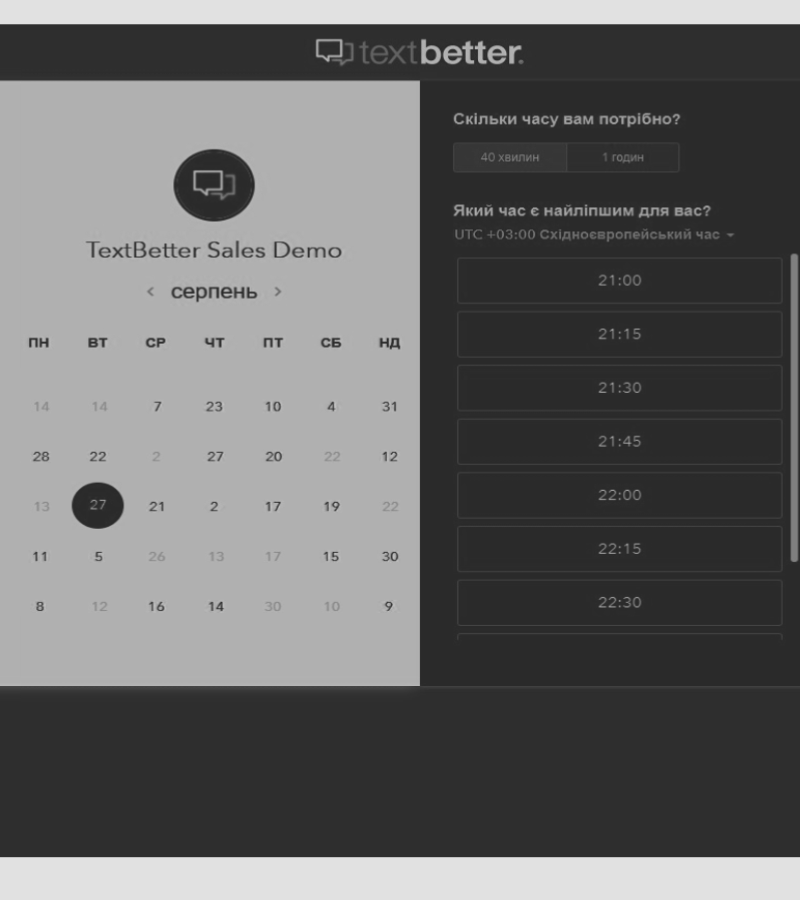 textbetter.
TextBetter Sales Demo
< серпень >
ПН ВТ СР ЧТ ПТ СБ НД
14 14 7 23 10 4 31
28 22 2 27 20 22 12
13 27 21 2 17 19 22
11 5 26 13 17 15 30
8 12 16 14 30 10 9
Скільки часу вам потрібно?
40 хвилин 1 годин
Який час є найліпшим для вас?
UTC +03:00 Східноєвропейський час
21:00
21:15
21:30
21:45
22:00
22:15
22:30